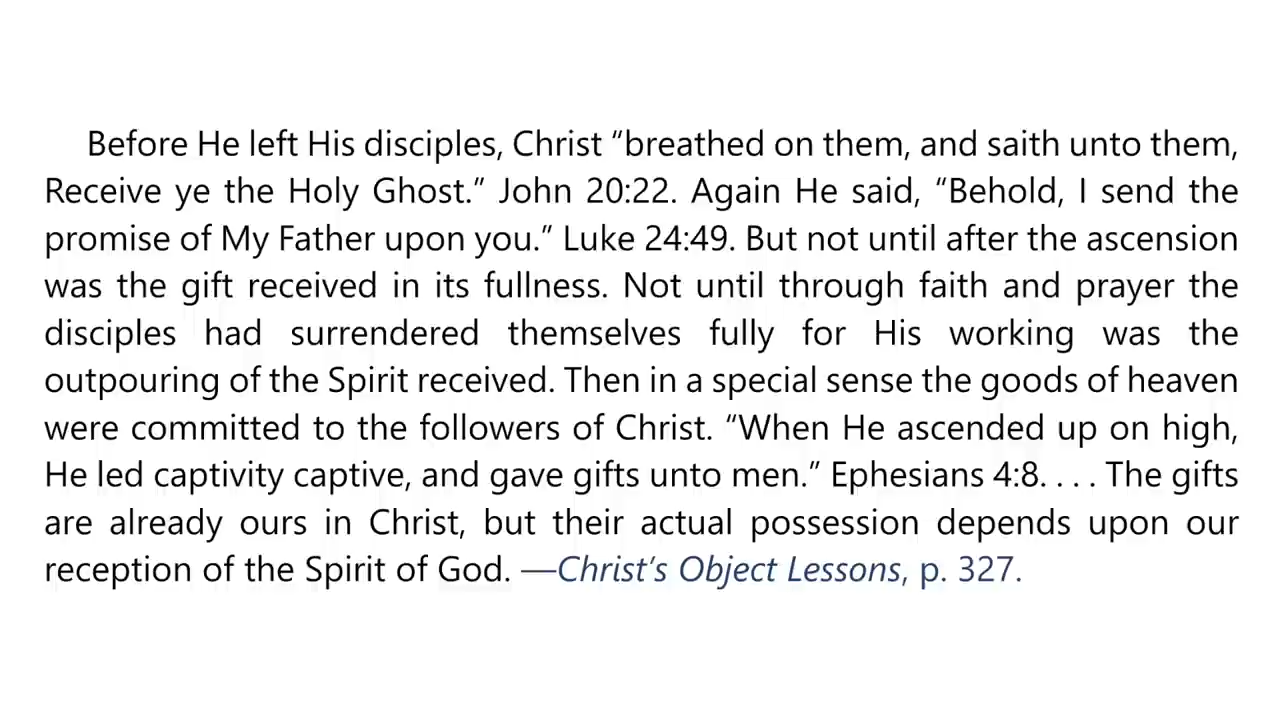 Before He left His disciples, Christ “breathed on them, and saith unto them,
Receive ye the Holy Ghost.” John 20:22. Again He said, “Behold, I send the
promise of My Father upon you.” Luke 24:49. But not until after the ascension
was the gift received in its fullness. Not until through faith and prayer the
disciples had surrendered themselves fully for His working was the
outpouring of the Spirit received. Then in a special sense the goods of heaven
were committed to the followers of Christ. “When He ascended up on high,
He led captivity captive, and gave gifts unto men.” Ephesians 4:8. . . . The gifts
are already ours in Christ, but their actual possession depends upon our
reception of the Spirit of God. —Christ’s Object Lessons, p. 327.